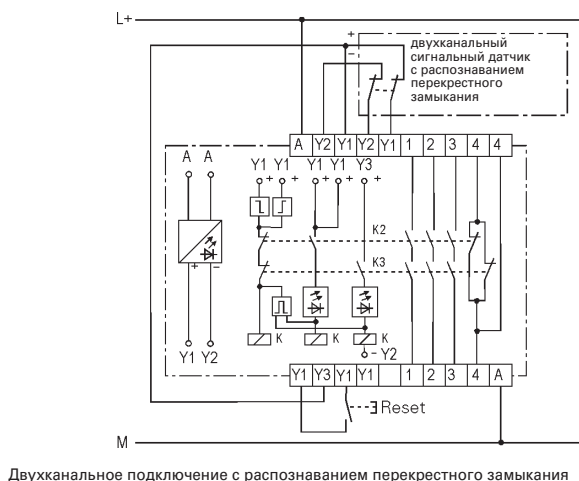 L+
+
−
двухканальный
сигнальный датчик
с распознаванием
перекрестного
замыкания
A Y2 Y1 Y2 Y1 1 2 3 4 4
A A Y1 Y1 Y1 Y1 Y3
+ + + + +
K2
K3
+ −
K K K
Y1 Y2 - Y2
Y1 Y3 Y1 Y1 1 2 3 4 A
Reset
M
Двухканальное подключение с распознаванием перекрестного замыкания